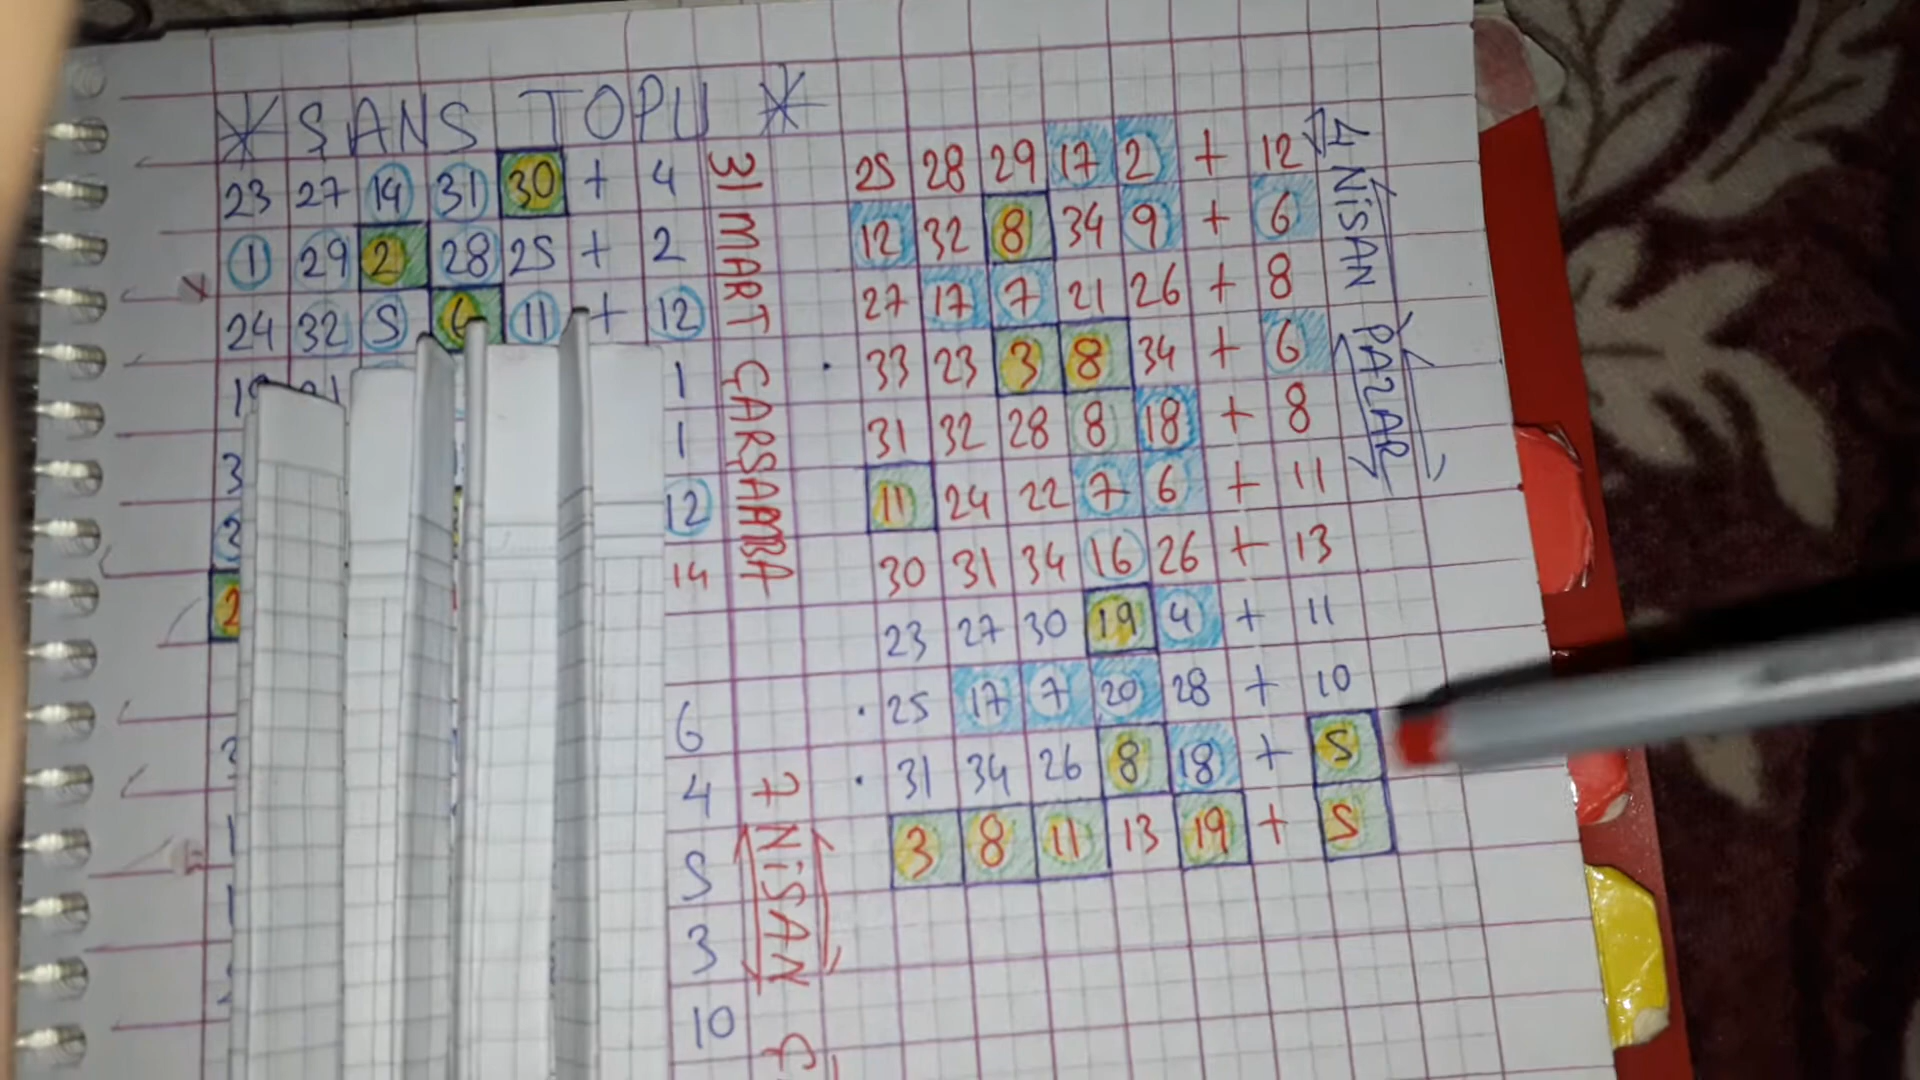 * SANS TOPU *
23 27 14 31 30 + 4
1 29 2 28 25 + 2
24 32 5 6 11 + 12
1
1
12
14
6
4
5
3
10
31 MART ÇARSAMBA
7 NİSAN
25 28 29 17 2 + 12
12 32 8 34 9 + 6
27 17 7 21 26 + 8
33 23 3 8 34 + 6
31 32 28 8 18 + 8
11 24 22 7 6 + 11
30 31 34 16 26 + 13
23 27 30 19 4 + 11
25 17 7 20 28 + 10
31 34 26 8 18 + 5
3 8 11 13 19 + 5
4 NİSAN PAZAR